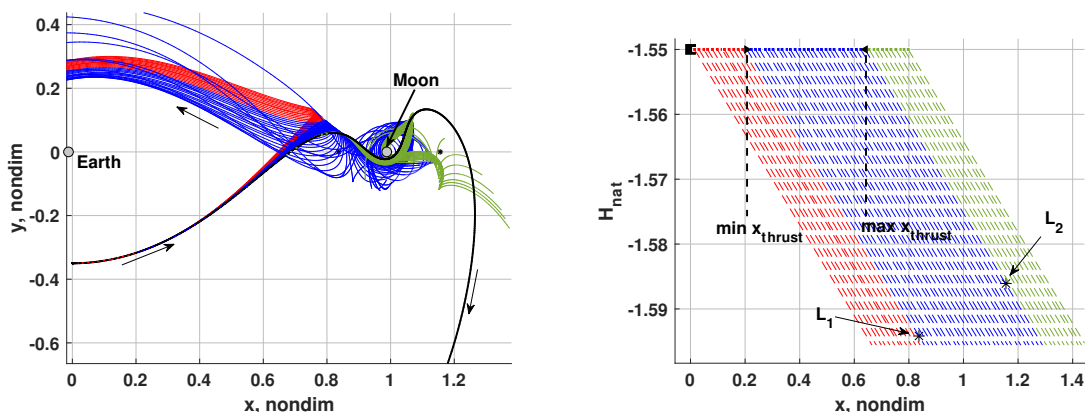 0.4
0.2
0
-0.2
-0.4
-0.6
y, nondim
Moon
Earth
0 0.2 0.4 0.6 0.8 1 1.2
x, nondim
-1.55
-1.56
-1.57
-1.58
-1.59
H_nat
min x_thrust
max x_thrust
L_2
L_1
0 0.2 0.4 0.6 0.8 1 1.2 1.4
x, nondim